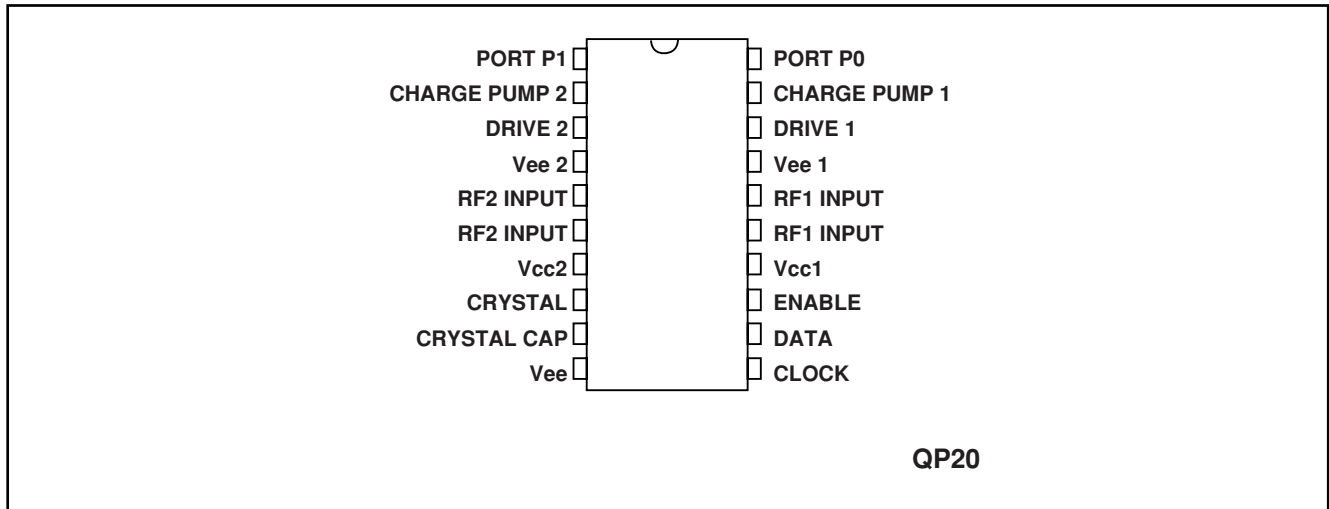 PORT P1 PORT P0
CHARGE PUMP 2 CHARGE PUMP 1
DRIVE 2 DRIVE 1
Vee 2 Vee 1
RF2 INPUT RF1 INPUT
RF2 INPUT RF1 INPUT
Vcc2 Vcc1
CRYSTAL ENABLE
CRYSTAL CAP DATA
Vee CLOCK
QP20